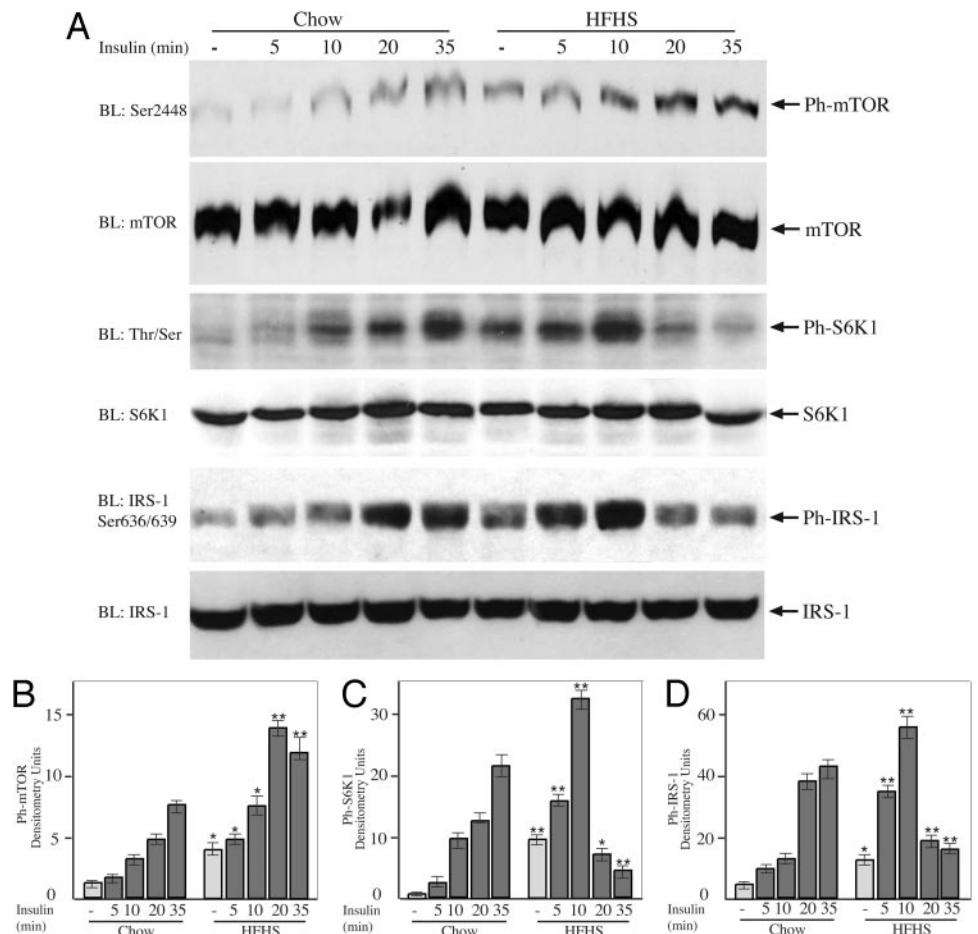 A
Chow HFHS
Insulin (min) - 5 10 20 35 - 5 10 20 35
BL: Ser2448 Ph-mTOR
BL: mTOR mTOR
BL: Thr/Ser Ph-S6K1
BL: S6K1 S6K1
BL: IRS-1
Ser636/639 Ph-IRS-1
BL: IRS-1 IRS-1
B
Ph-mTOR
Densitometry Units
15
10
5
0
* * * ** **
Insulin
(min)
- 5 10 20 35 - 5 10 20 35
Chow HFHS
C
Ph-S6K1
Densitometry Units
30
20
10
0
** ** ** * **
Insulin
(min)
- 5 10 20 35 - 5 10 20 35
Chow HFHS
D
Ph-IRS-1
Densitometry Units
60
40
20
0
* ** ** ** **
Insulin
(min)
- 5 10 20 35 - 5 10 20 35
Chow HFHS